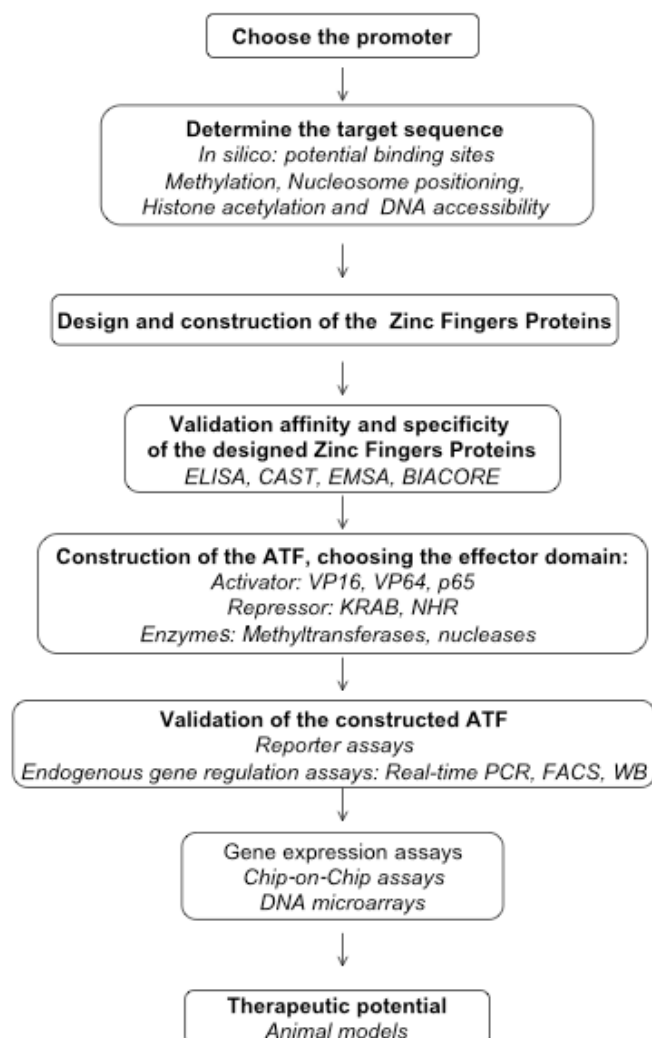 Choose the promoter
Determine the target sequence
In silico: potential binding sites
Methylation, Nucleosome positioning,
Histone acetylation and DNA accessibility
Design and construction of the Zinc Fingers Proteins
Validation affinity and specificity
of the designed Zinc Fingers Proteins
ELISA, CAST, EMSA, BIACORE
Construction of the ATF, choosing the effector domain:
Activator: VP16, VP64, p65
Repressor: KRAB, NHR
Enzymes: Methyltransferases, nucleases
Validation of the constructed ATF
Reporter assays
Endogenous gene regulation assays: Real-time PCR, FACS, WB
Gene expression assays
Chip-on-Chip assays
DNA microarrays
Therapeutic potential
Animal models